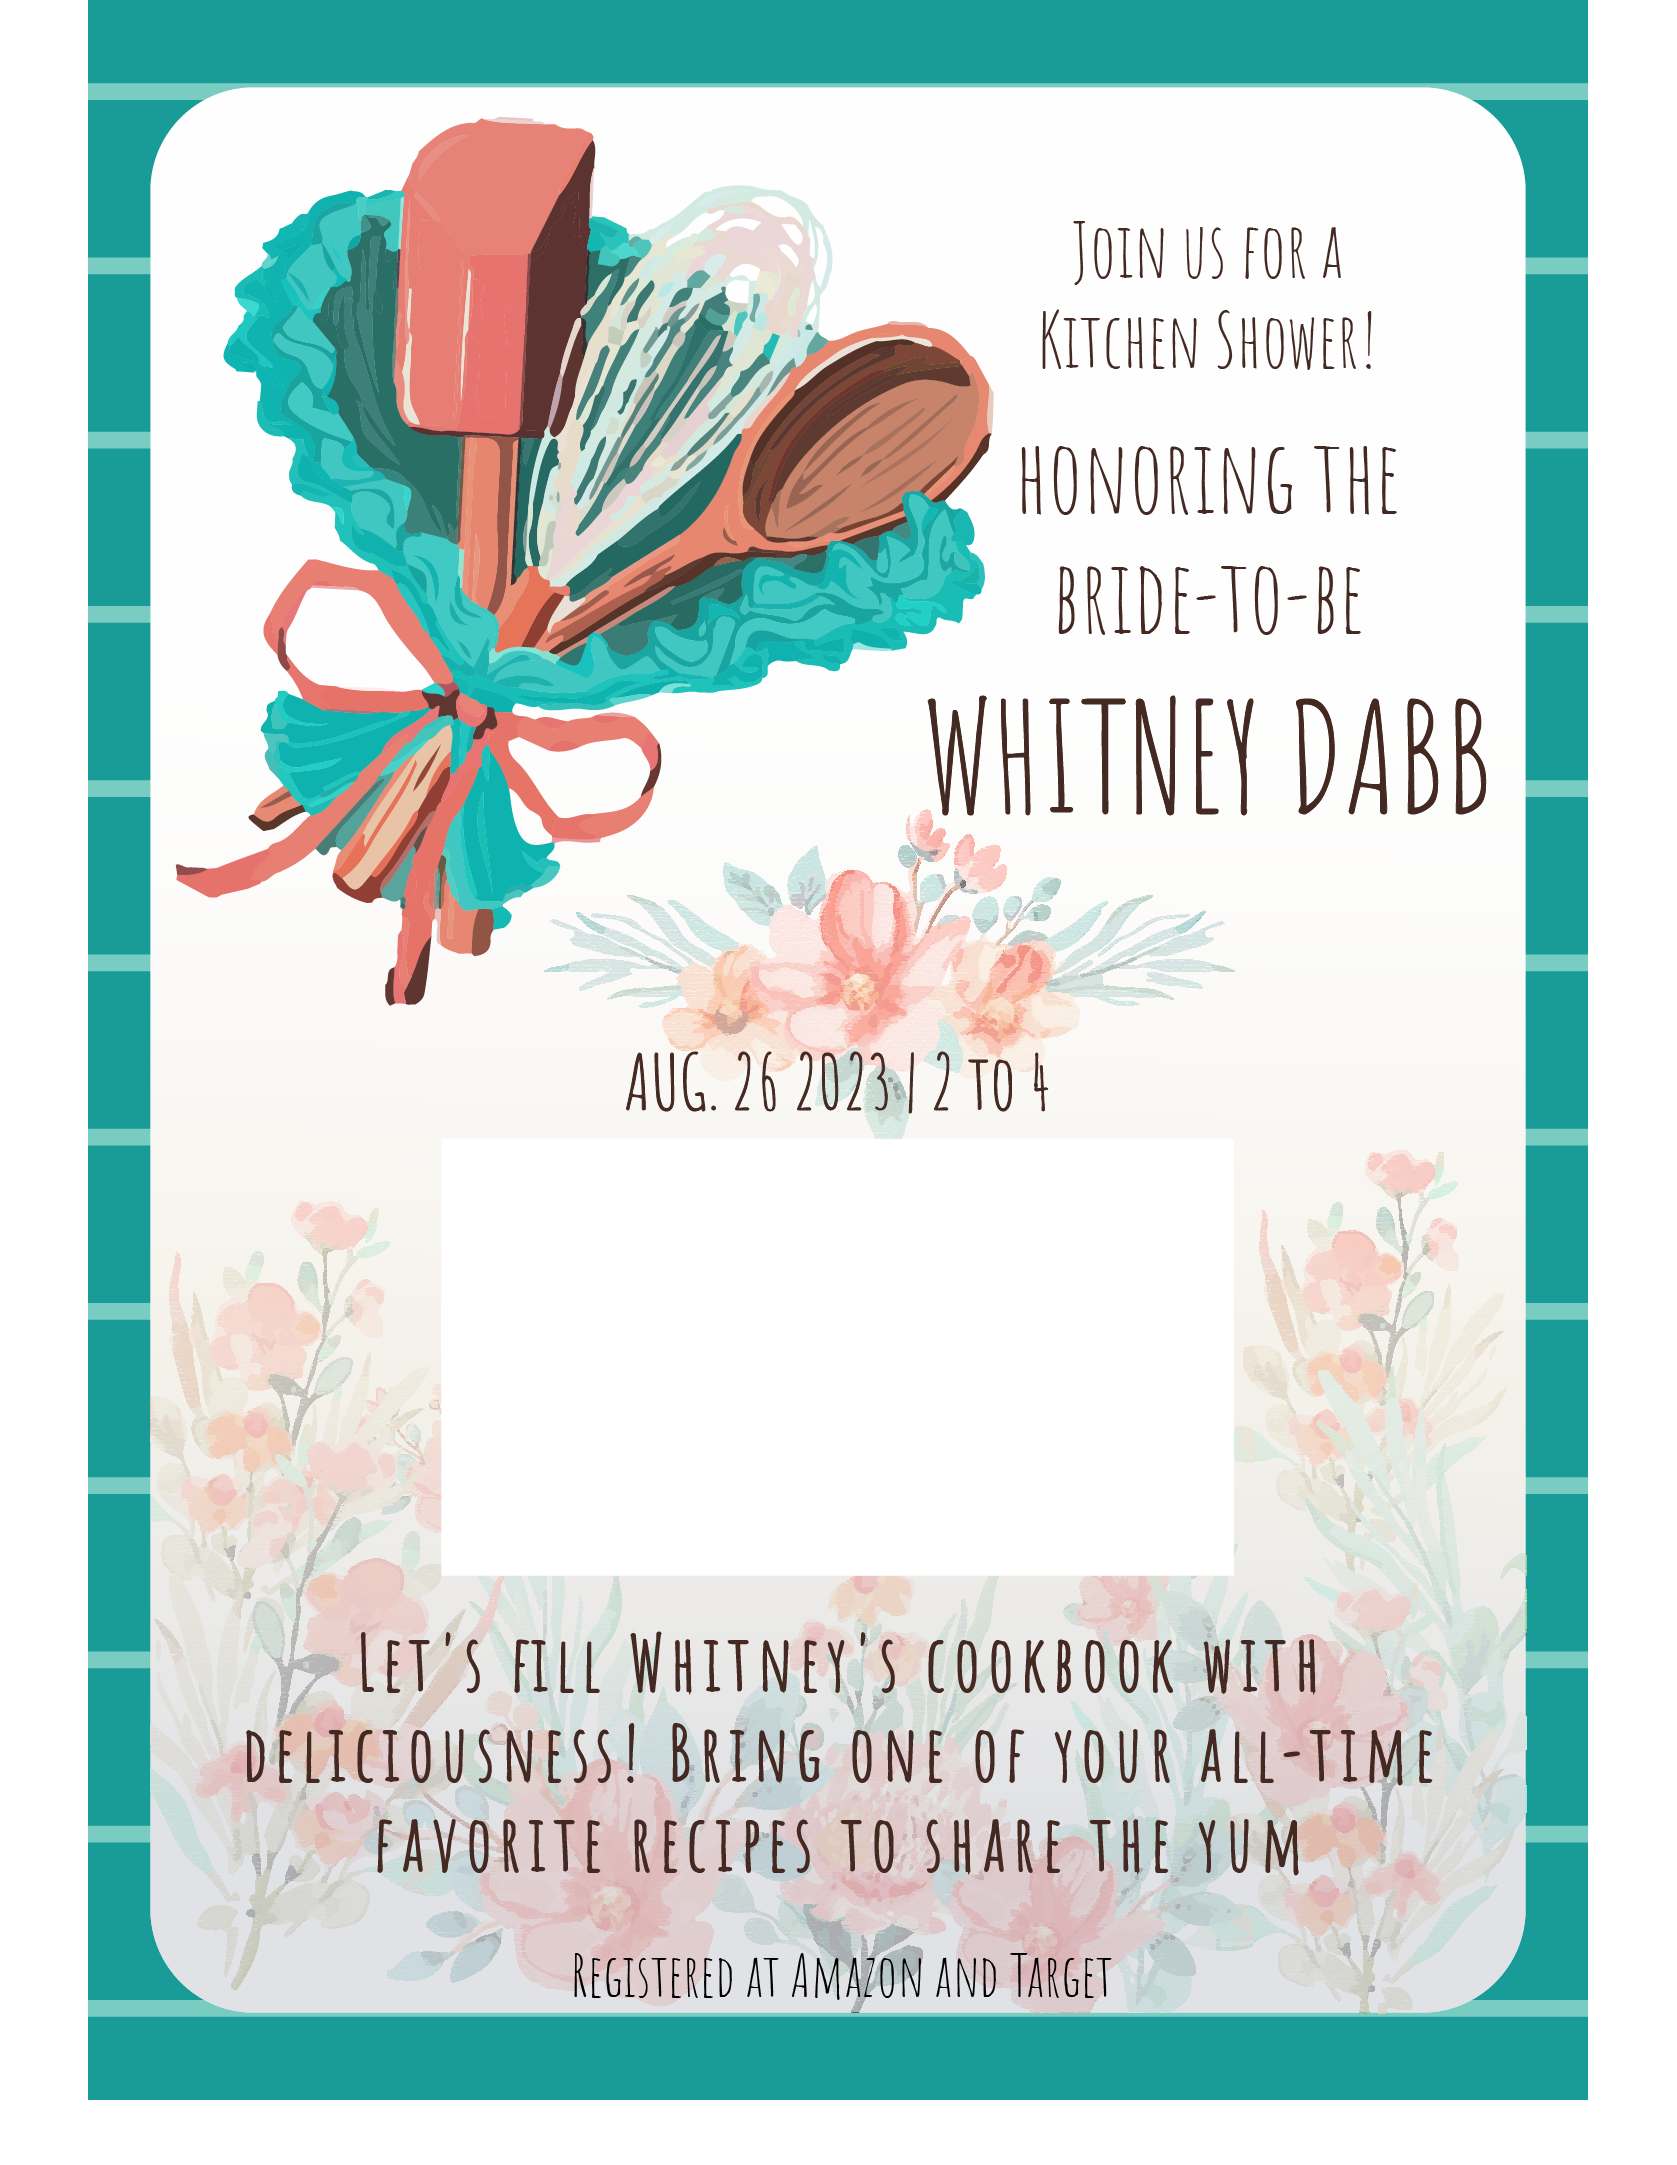 Join us for a
Kitchen Shower!
HONORING THE
BRIDE-TO-BE
WHITNEY DABB
AUG. 26 2023 | 2 TO 4
Let's fill Whitney's cookbook with
deliciousness! Bring one of your all-time
favorite recipes to share the yum
Registered at Amazon and Target